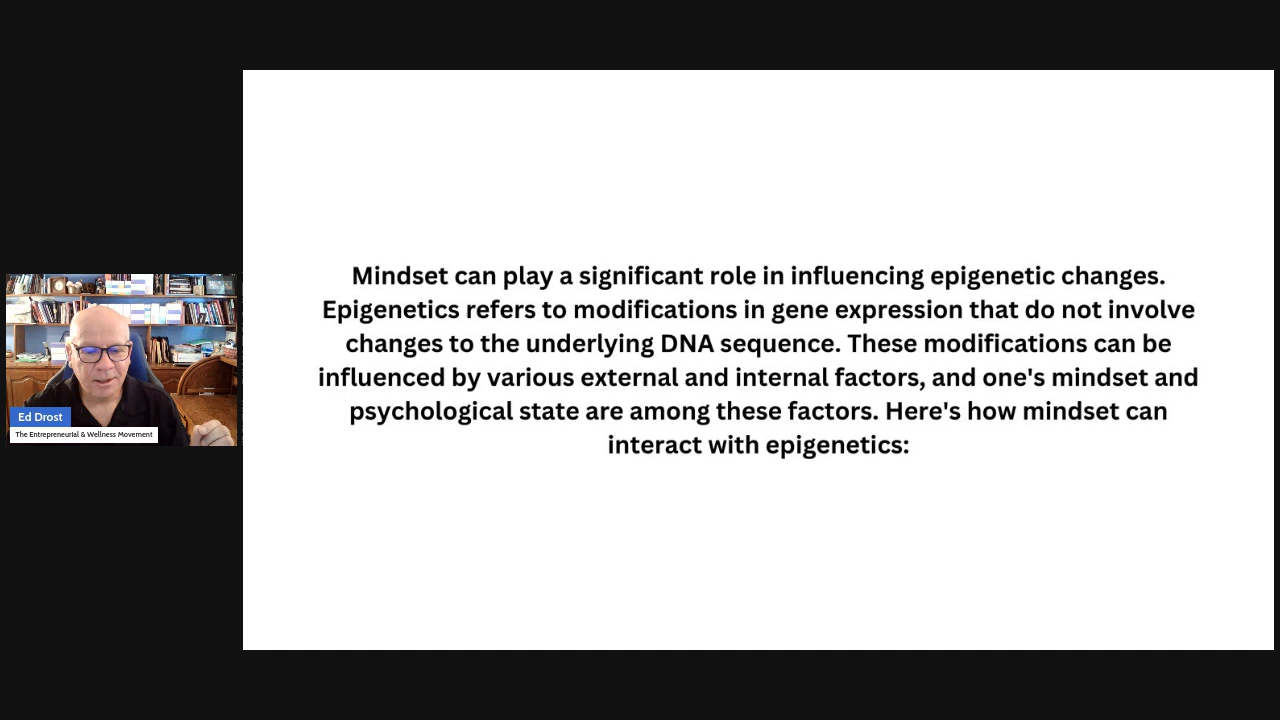 Mindset can play a significant role in influencing epigenetic changes.
Epigenetics refers to modifications in gene expression that do not involve
changes to the underlying DNA sequence. These modifications can be
influenced by various external and internal factors, and one's mindset and
psychological state are among these factors. Here's how mindset can
interact with epigenetics:
Ed Drost
The Entrepreneurial & Wellness Movement